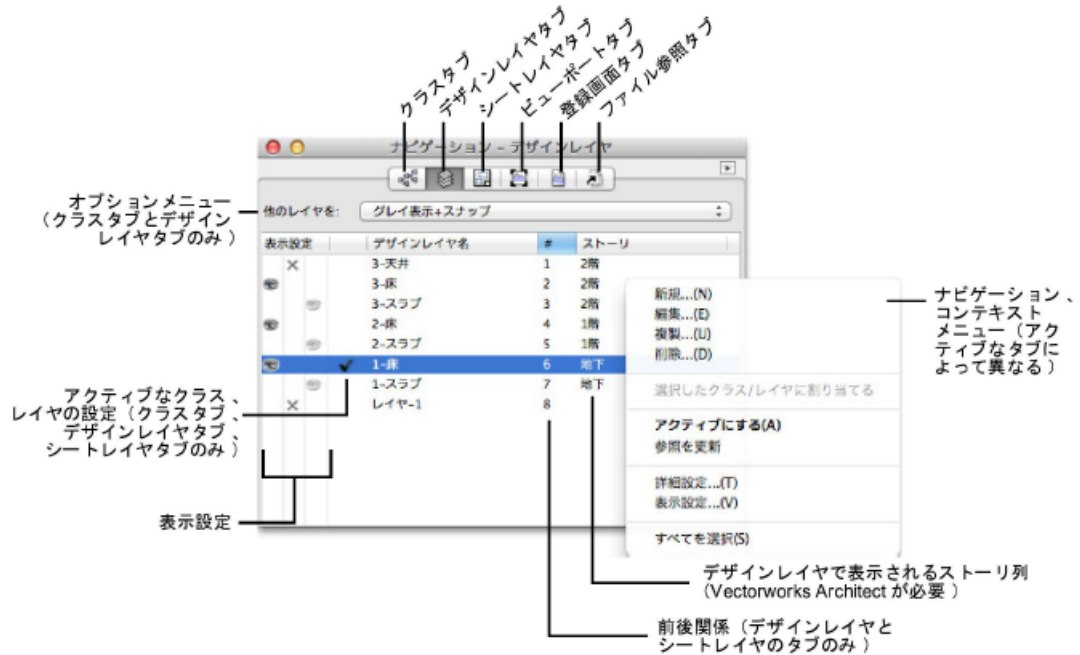 クラスタブ
デザインレイヤタブ
シートレイヤタブ
ビューポートタブ
登録画面タブ
ファイル参照タブ
ナビゲーション – デザインレイヤ
オプションメニュー
（クラスタブとデザイン
レイヤタブのみ ）
他のレイヤを: グレイ表示+スナップ
表示設定 デザインレイヤ名 # ストーリ
3-天井 1 2階
3-床 2 2階
3-スラブ 3 2階
2-床 4 1階
2-スラブ 5 1階
1-床 6 地下
1-スラブ 7 地下
レイヤ-1 8
新規...(N)
編集...(E)
複製...(U)
削除...(D)
選択したクラス/レイヤに割り当てる
アクティブにする(A)
参照を更新
詳細設定...(T)
表示設定...(V)
すべてを選択(S)
ナビゲーション 、
コンテキスト
メニュー（アク
ティブなタブに
よって異なる ）
アクティブなクラス 、
レイヤの設定（クラスタブ 、
デザインレイヤタブ 、
シートレイヤタブのみ ）
表示設定
デザインレイヤで表示されるストーリ列
（Vectorworks Architect が必要 ）
前後関係（デザインレイヤと
シートレイヤのタブのみ ）